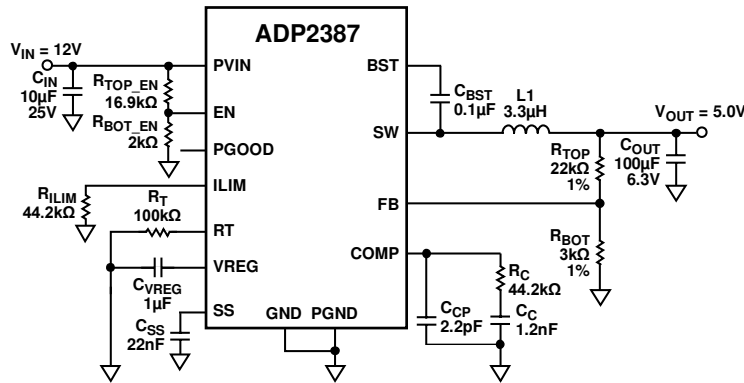 ADP2387
V_IN = 12V
C_IN
10μF
25V
R_TOP_EN
16.9kΩ
R_BOT_EN
2kΩ
PVIN
EN
PGOOD
ILIM
RT
VREG
SS
R_ILIM
44.2kΩ
R_T
100kΩ
C_VREG
1μF
C_SS
22nF
GND PGND
BST
SW
FB
COMP
C_BST
0.1μF
L1
3.3μH
V_OUT = 5.0V
R_TOP
22kΩ
1%
C_OUT
100μF
6.3V
R_BOT
3kΩ
1%
R_C
44.2kΩ
C_CP
2.2pF
C_C
1.2nF